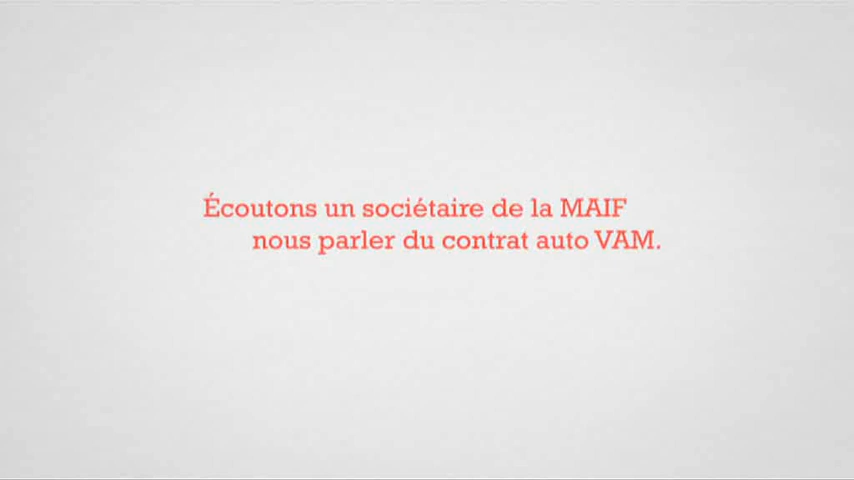 Écoutons un sociétaire de la MAIF
nous parler du contrat auto VAM.